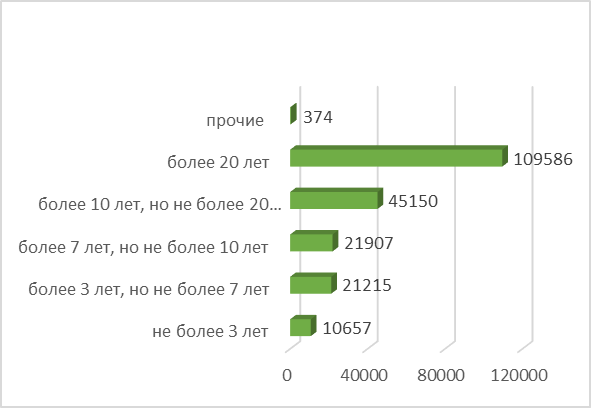 прочие 374
более 20 лет 109586
более 10 лет, но не более 20... 45150
более 7 лет, но не более 10 лет 21907
более 3 лет, но не более 7 лет 21215
не более 3 лет 10657
0 40000 80000 120000